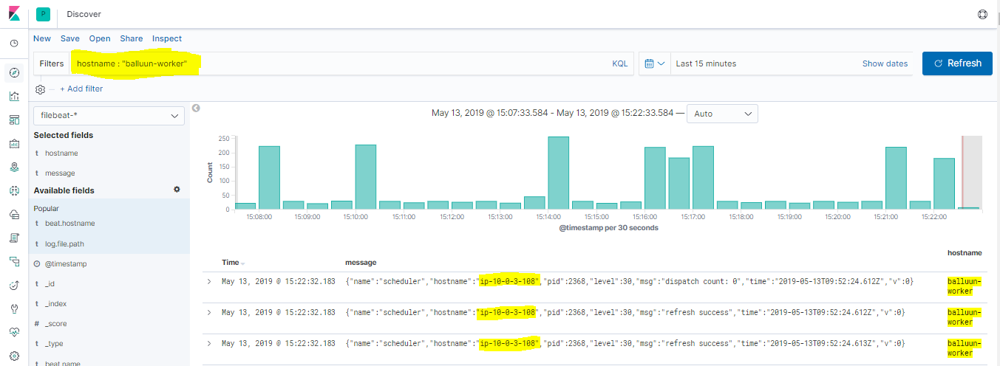 P Discover
New Save Open Share Inspect
Filters hostname : "balluun-worker" KQL Last 15 minutes Show dates Refresh
+ Add filter
filebeat-*
Selected fields
t hostname
t message
Available fields
Popular
t beat.hostname
t log.file.path
@timestamp
t _id
t _index
# _score
t _type
t beat.name
May 13, 2019 @ 15:07:33.584 - May 13, 2019 @ 15:22:33.584 — Auto
Count
250
200
150
100
50
0
15:08:00 15:09:00 15:10:00 15:11:00 15:12:00 15:13:00 15:14:00 15:15:00 15:16:00 15:17:00 15:18:00 15:19:00 15:20:00 15:21:00 15:22:00
@timestamp per 30 seconds
Time message hostname
May 13, 2019 @ 15:22:32.183 {"name":"scheduler","hostname":"ip-10-0-3-108","pid":2368,"level":30,"msg":"dispatch count: 0","time":"2019-05-13T09:52:24.612Z","v":0} balluun-
worker
May 13, 2019 @ 15:22:32.183 {"name":"scheduler","hostname":"ip-10-0-3-108","pid":2368,"level":30,"msg":"refresh success","time":"2019-05-13T09:52:24.612Z","v":0} balluun-
worker
May 13, 2019 @ 15:22:32.183 {"name":"scheduler","hostname":"ip-10-0-3-108","pid":2368,"level":30,"msg":"refresh success","time":"2019-05-13T09:52:24.613Z","v":0} balluun-
worker